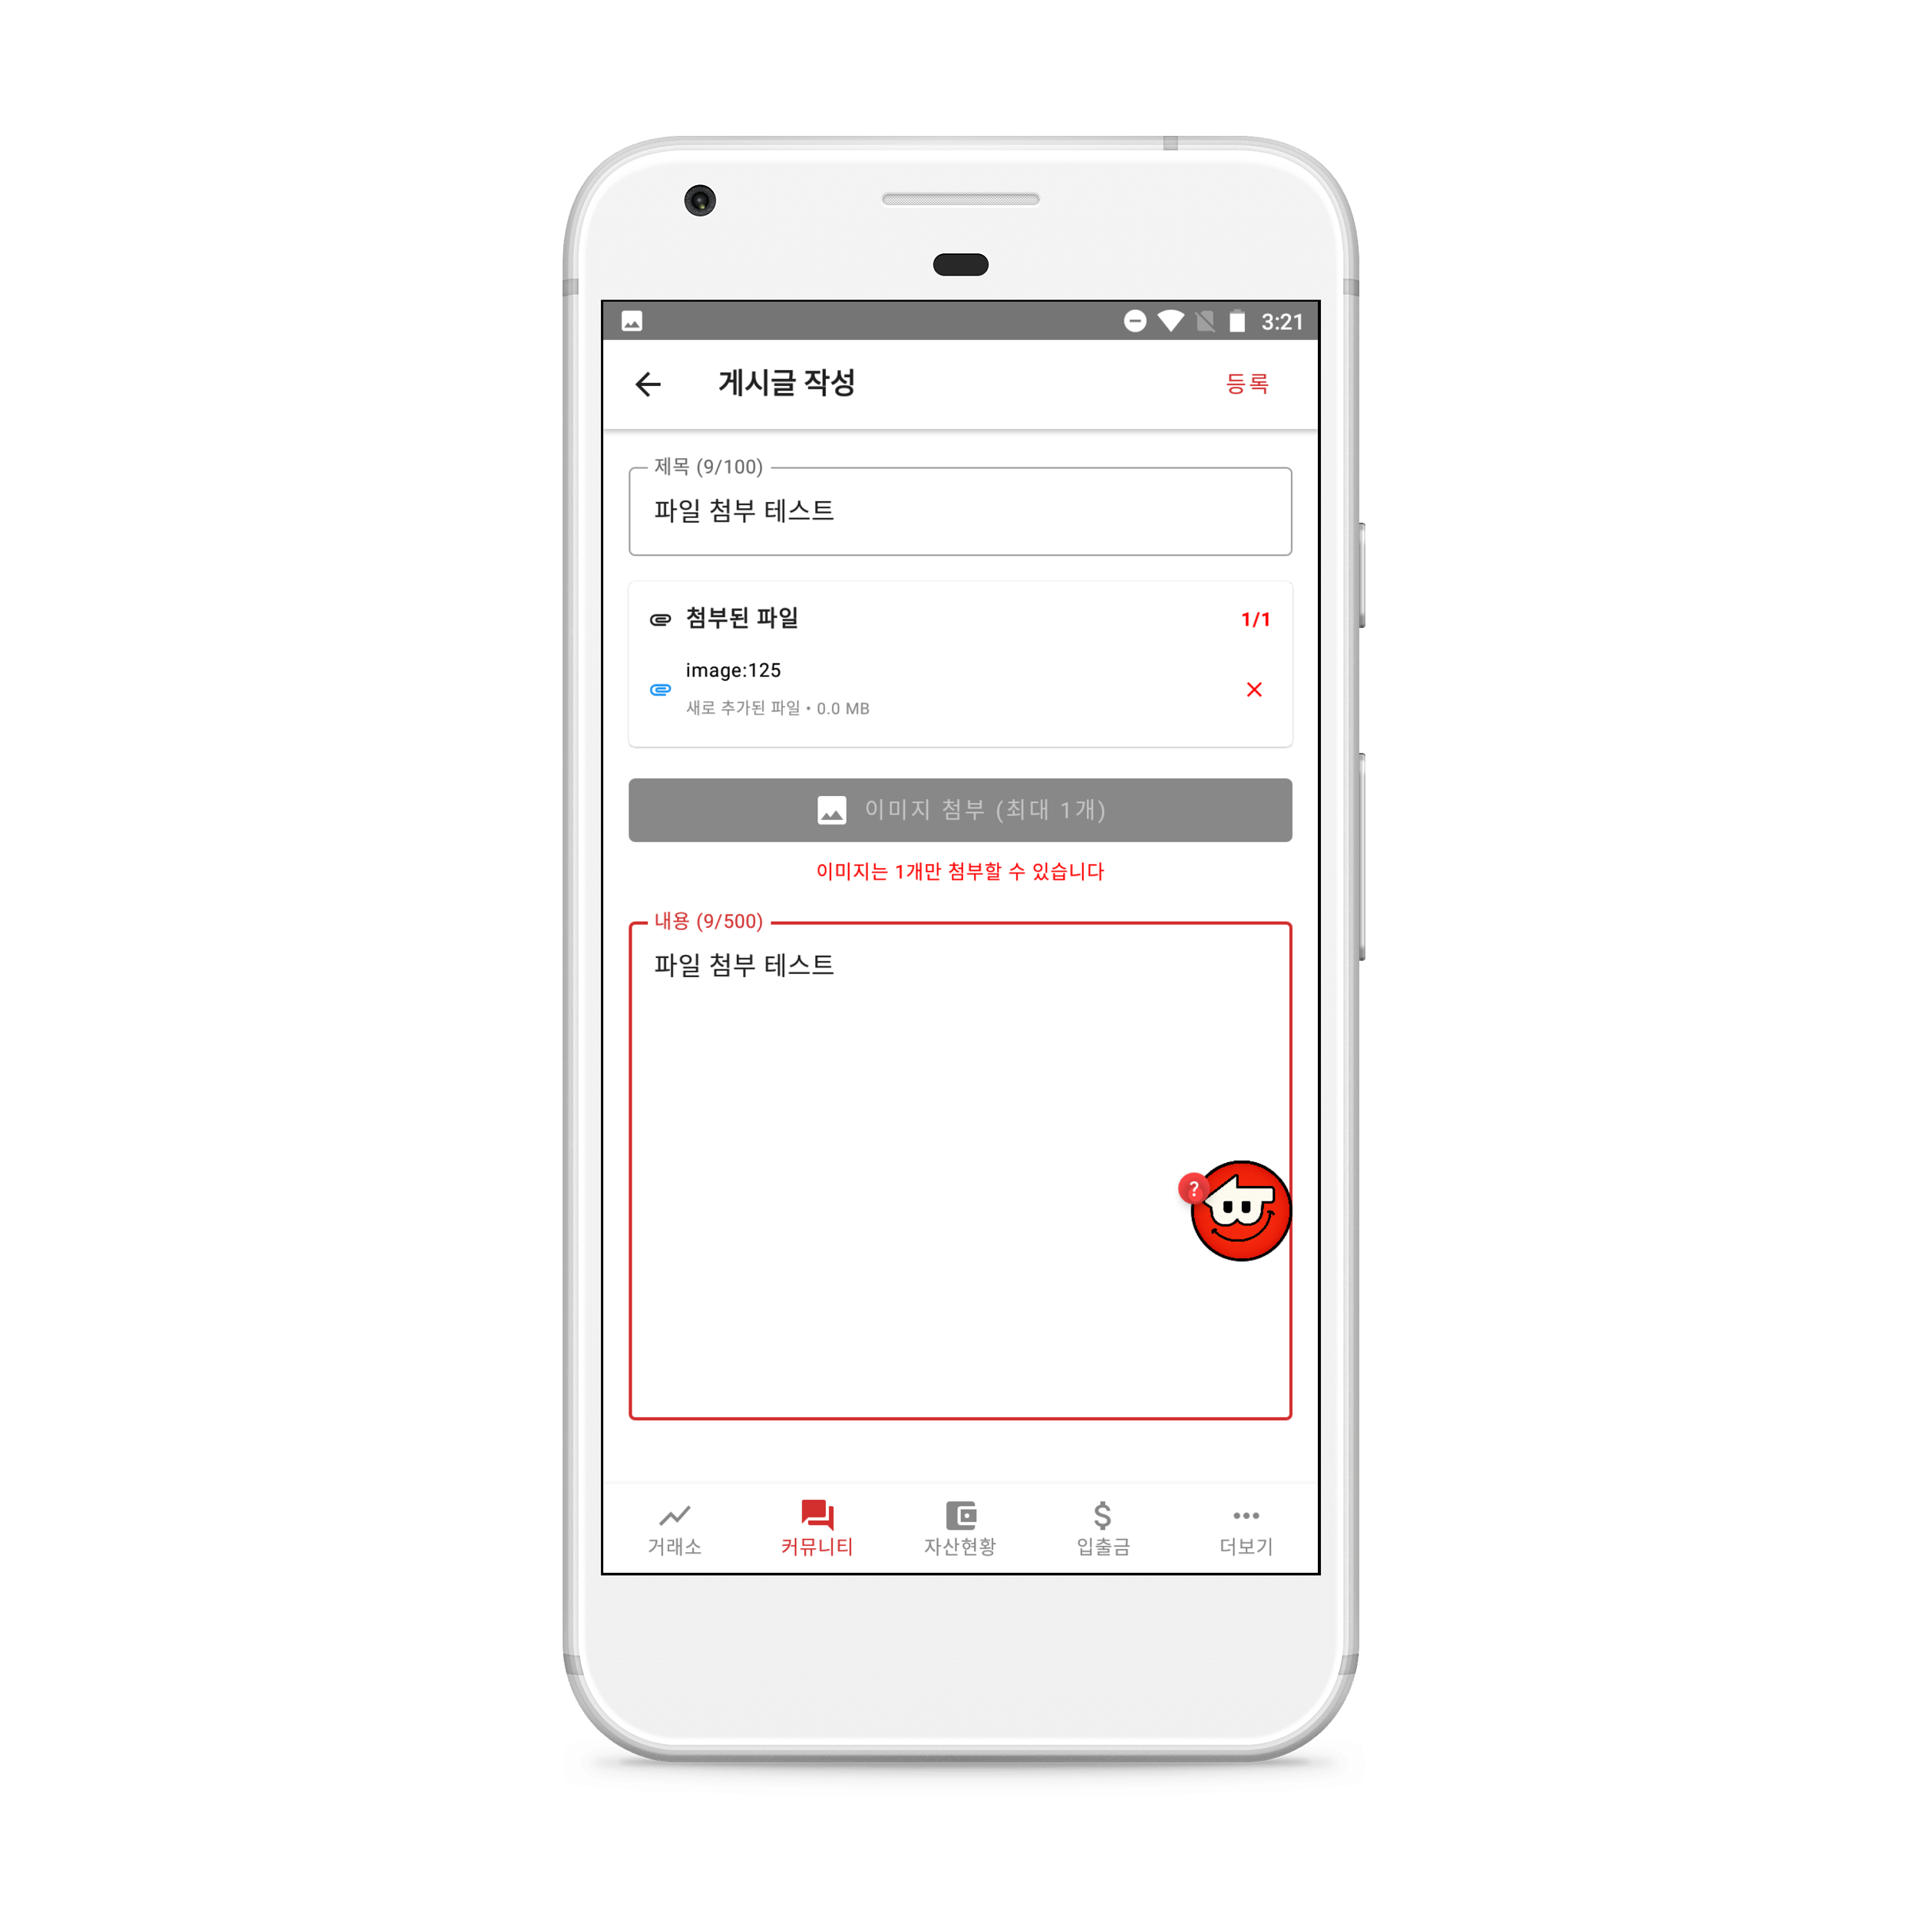 3:21
게시글 작성
등록
제목 (9/100)
파일 첨부 테스트
첨부된 파일
1/1
image:125
새로 추가된 파일 • 0.0 MB
이미지 첨부 (최대 1개)
이미지는 1개만 첨부할 수 있습니다
내용 (9/500)
파일 첨부 테스트
?
거래소
커뮤니티
자산현황
입출금
더보기